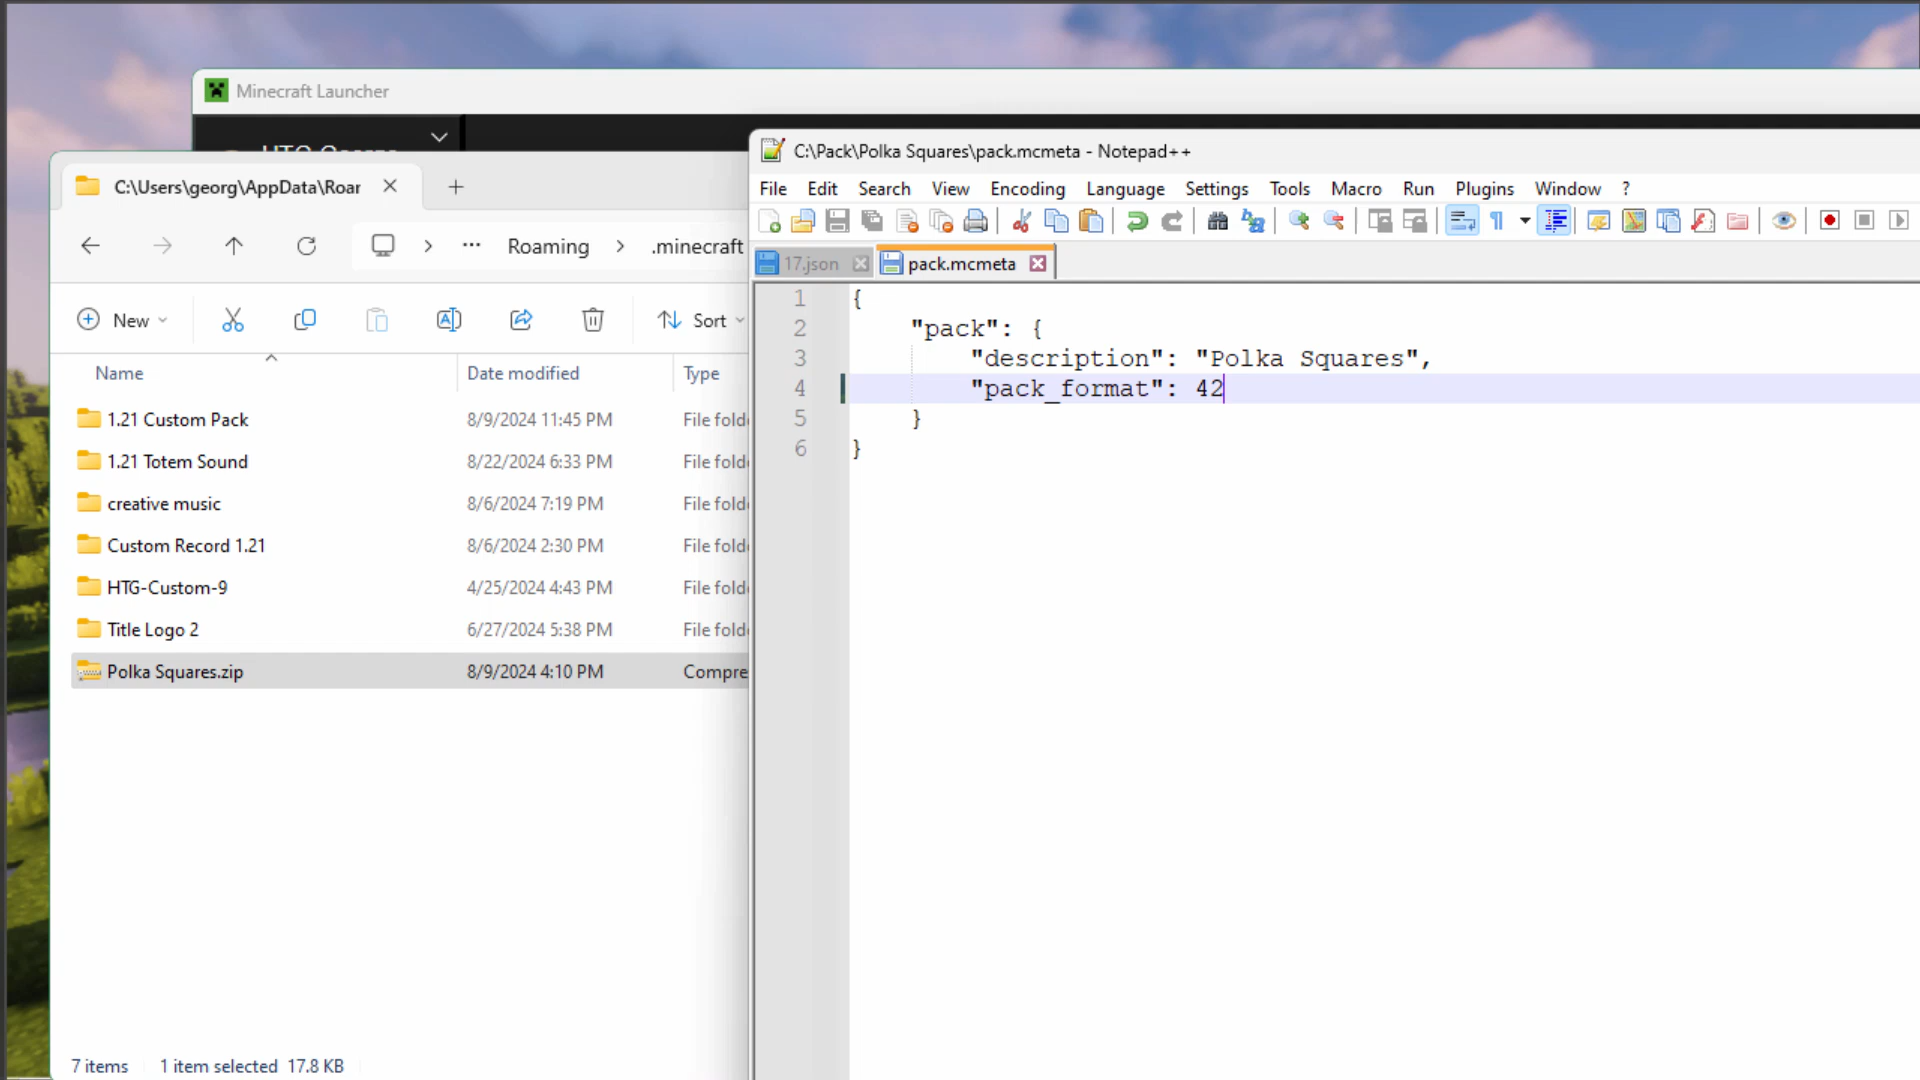 Minecraft Launcher
C:\Users\georg\AppData\Roar
Roaming
.minecraft
New
Sort
Name
Date modified
Type
1.21 Custom Pack
8/9/2024 11:45 PM
File fold
1.21 Totem Sound
8/22/2024 6:33 PM
File fold
creative music
8/6/2024 7:19 PM
File fold
Custom Record 1.21
8/6/2024 2:30 PM
File fold
HTG-Custom-9
4/25/2024 4:43 PM
File fold
Title Logo 2
6/27/2024 5:38 PM
File fold
Polka Squares.zip
8/9/2024 4:10 PM
Compre
7 items
1 item selected 17.8 KB
C:\Pack\Polka Squares\pack.mcmeta - Notepad++
File Edit Search View Encoding Language Settings Tools Macro Run Plugins Window ?
17.json
pack.mcmeta
1 {
2 "pack": {
3 "description": "Polka Squares",
4 "pack_format": 42
5 }
6 }